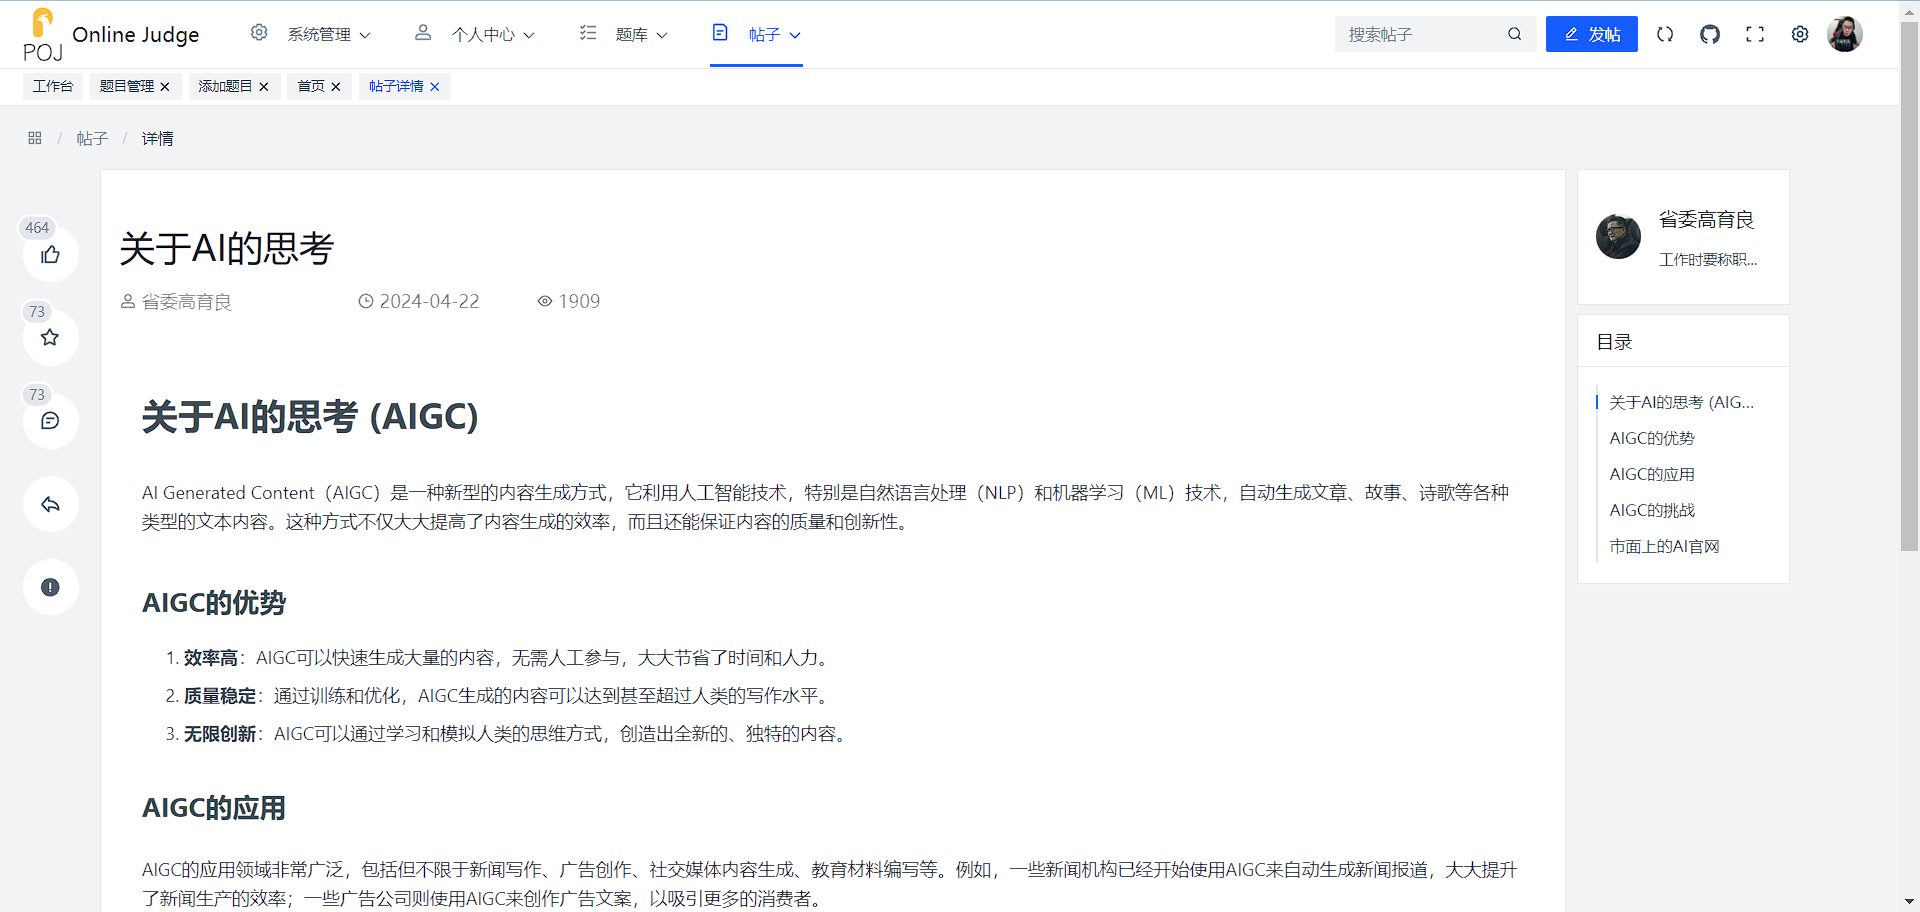 POJ Online Judge 系统管理 个人中心 题库 帖子 搜索帖子 发帖
工作台 题目管理 添加题目 首页 帖子详情
/ 帖子 / 详情
464
73
73
关于AI的思考
省委高育良 2024-04-22 1909
关于AI的思考 (AIGC)
AI Generated Content（AIGC）是一种新型的内容生成方式，它利用人工智能技术，特别是自然语言处理（NLP）和机器学习（ML）技术，自动生成文章、故事、诗歌等各种
类型的文本内容。这种方式不仅大大提高了内容生成的效率，而且还能保证内容的质量和创新性。
AIGC的优势
1. 效率高：AIGC可以快速生成大量的内容，无需人工参与，大大节省了时间和人力。
2. 质量稳定：通过训练和优化，AIGC生成的内容可以达到甚至超过人类的写作水平。
3. 无限创新：AIGC可以通过学习和模拟人类的思维方式，创造出全新的、独特的内容。
AIGC的应用
AIGC的应用领域非常广泛，包括但不限于新闻写作、广告创作、社交媒体内容生成、教育材料编写等。例如，一些新闻机构已经开始使用AIGC来自动生成新闻报道，大大提升
了新闻生产的效率；一些广告公司则使用AIGC来创作广告文案，以吸引更多的消费者。
省委高育良
工作时要称职...
目录
关于AI的思考 (AIG...
AIGC的优势
AIGC的应用
AIGC的挑战
市面上的AI官网